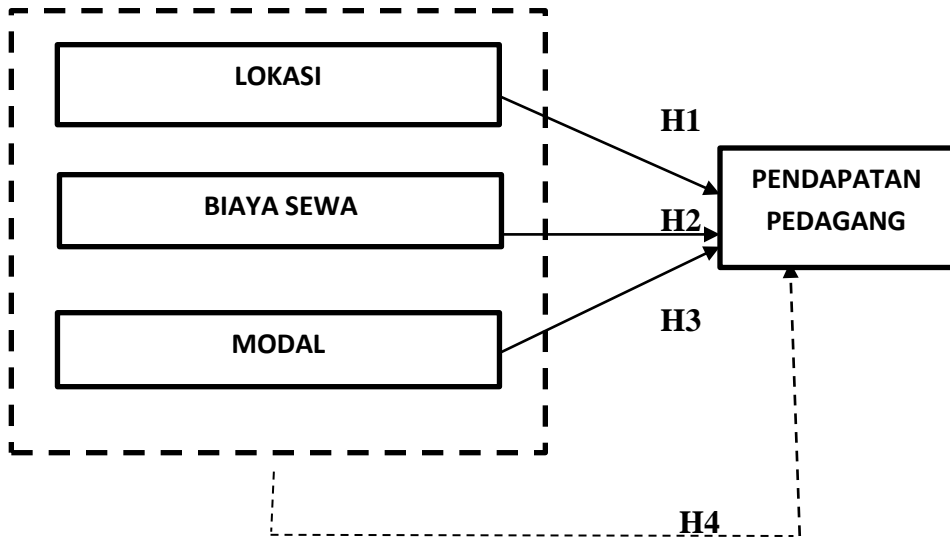 LOKASI
H1
BIAYA SEWA
H2
PENDAPATAN
PEDAGANG
MODAL
H3
H4